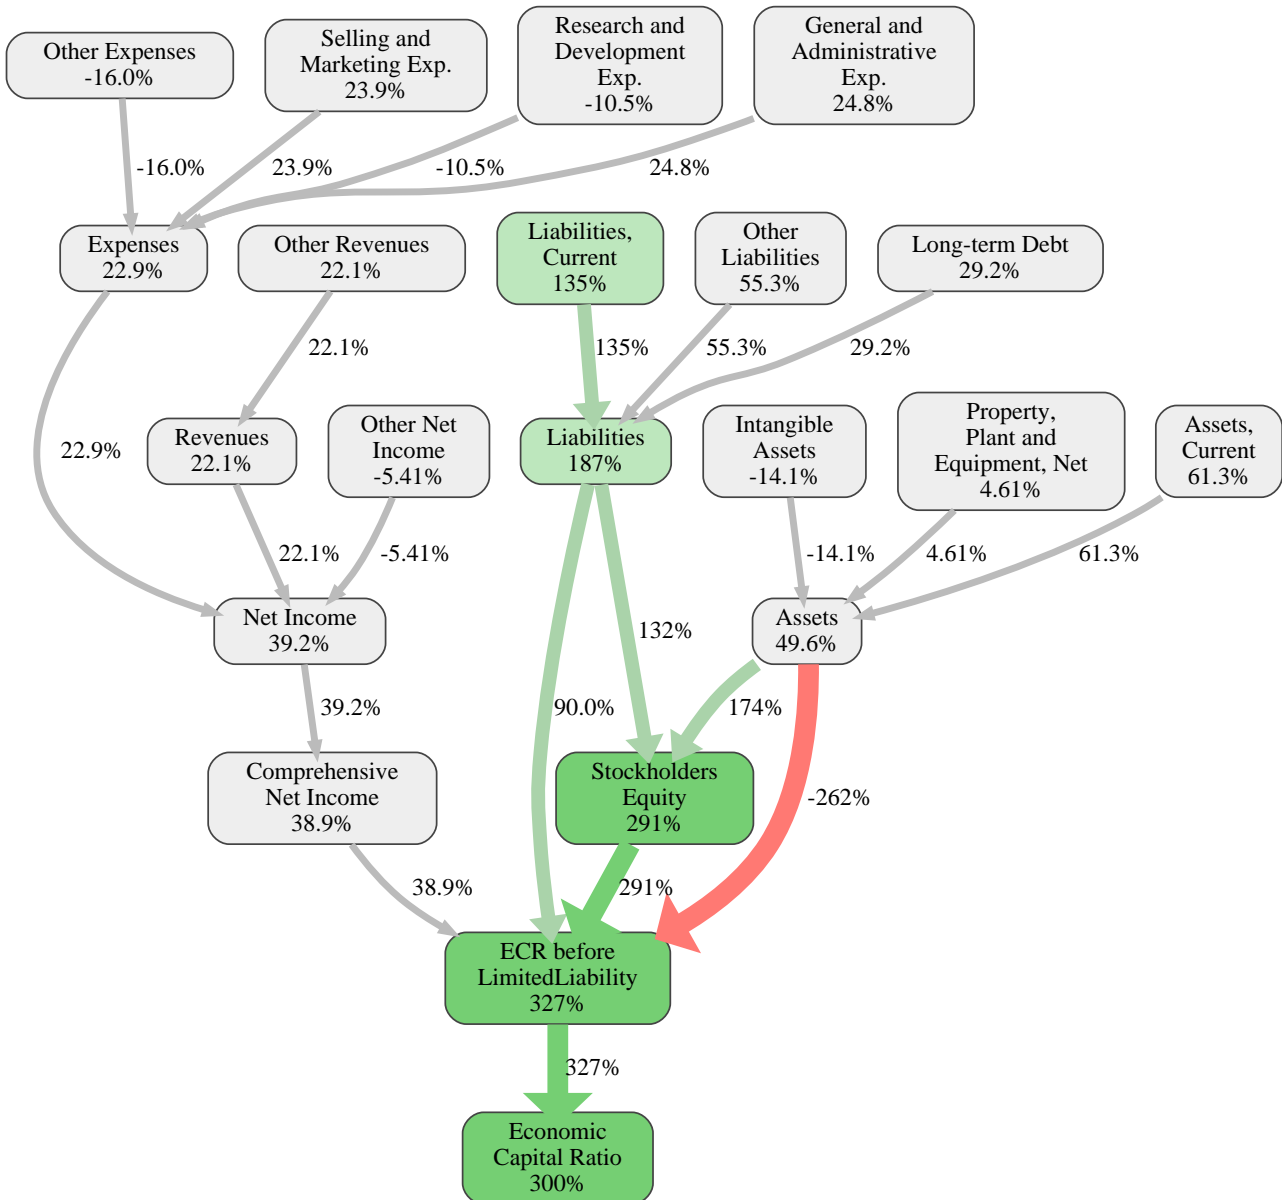 Other Expenses
-16.0%
Selling and
Marketing Exp.
23.9%
Research and
Development
Exp.
-10.5%
General and
Administrative
Exp.
24.8%
-16.0%
23.9%
-10.5%
24.8%
Expenses
22.9%
Other Revenues
22.1%
Liabilities,
Current
135%
Other
Liabilities
55.3%
Long-term Debt
29.2%
22.1%
135%
55.3%
29.2%
22.9%
Revenues
22.1%
Other Net
Income
-5.41%
Liabilities
187%
Intangible
Assets
-14.1%
Property,
Plant and
Equipment, Net
4.61%
Assets,
Current
61.3%
22.1%
-5.41%
-14.1%
4.61%
61.3%
Net Income
39.2%
132%
Assets
49.6%
39.2%
90.0%
174%
Comprehensive
Net Income
38.9%
Stockholders
Equity
291%
-262%
38.9%
291%
ECR before
LimitedLiability
327%
327%
Economic
Capital Ratio
300%